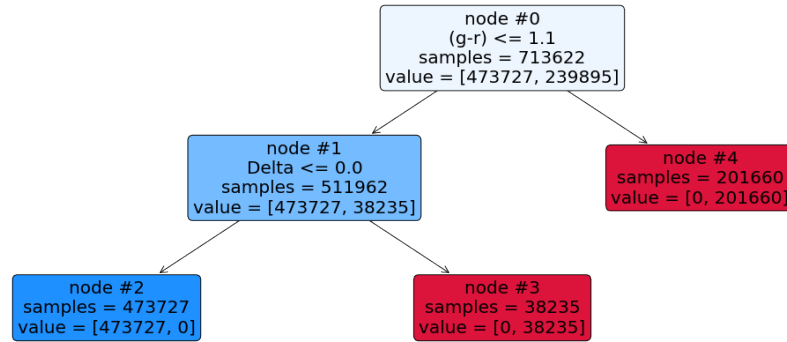 node #0
(g-r) <= 1.1
samples = 713622
value = [473727, 239895]
node #1
Delta <= 0.0
samples = 511962
value = [473727, 38235]
node #4
samples = 201660
value = [0, 201660]
node #2
samples = 473727
value = [473727, 0]
node #3
samples = 38235
value = [0, 38235]